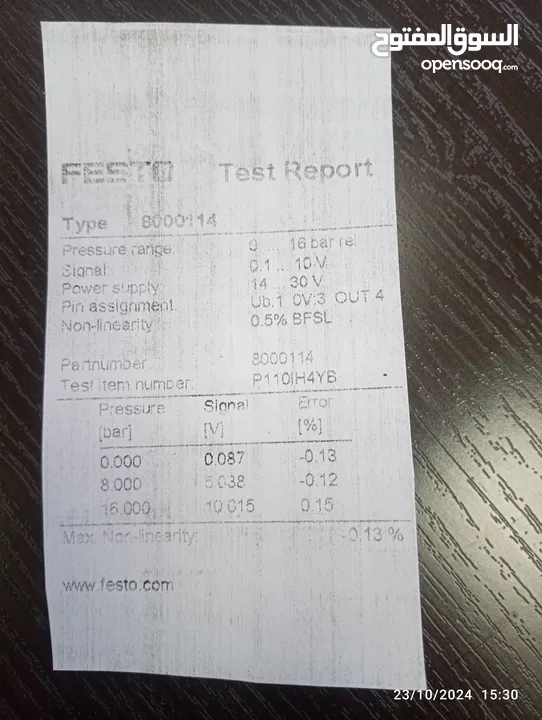 السوق المفتوح
opensooq.com
FESTO Test Report
Type 8000114
Pressure range: 0 ... 16 bar rel
Signal: 0.1 ... 10 V
Power supply: 14 ... 30 V
Pin assignment: Ub:1 0V:3 OUT:4
Non-linearity 0.5% BFSL
Partnumber: 8000114
Test item number: P110IH4YB
Pressure Signal Error
[bar] [V] [%]
0.000 0.087 -0.13
8.000 5.038 -0.12
16.000 10.015 0.15
Max. Non-linearity: -0.13 %
www.festo.com
23/10/2024 15:30